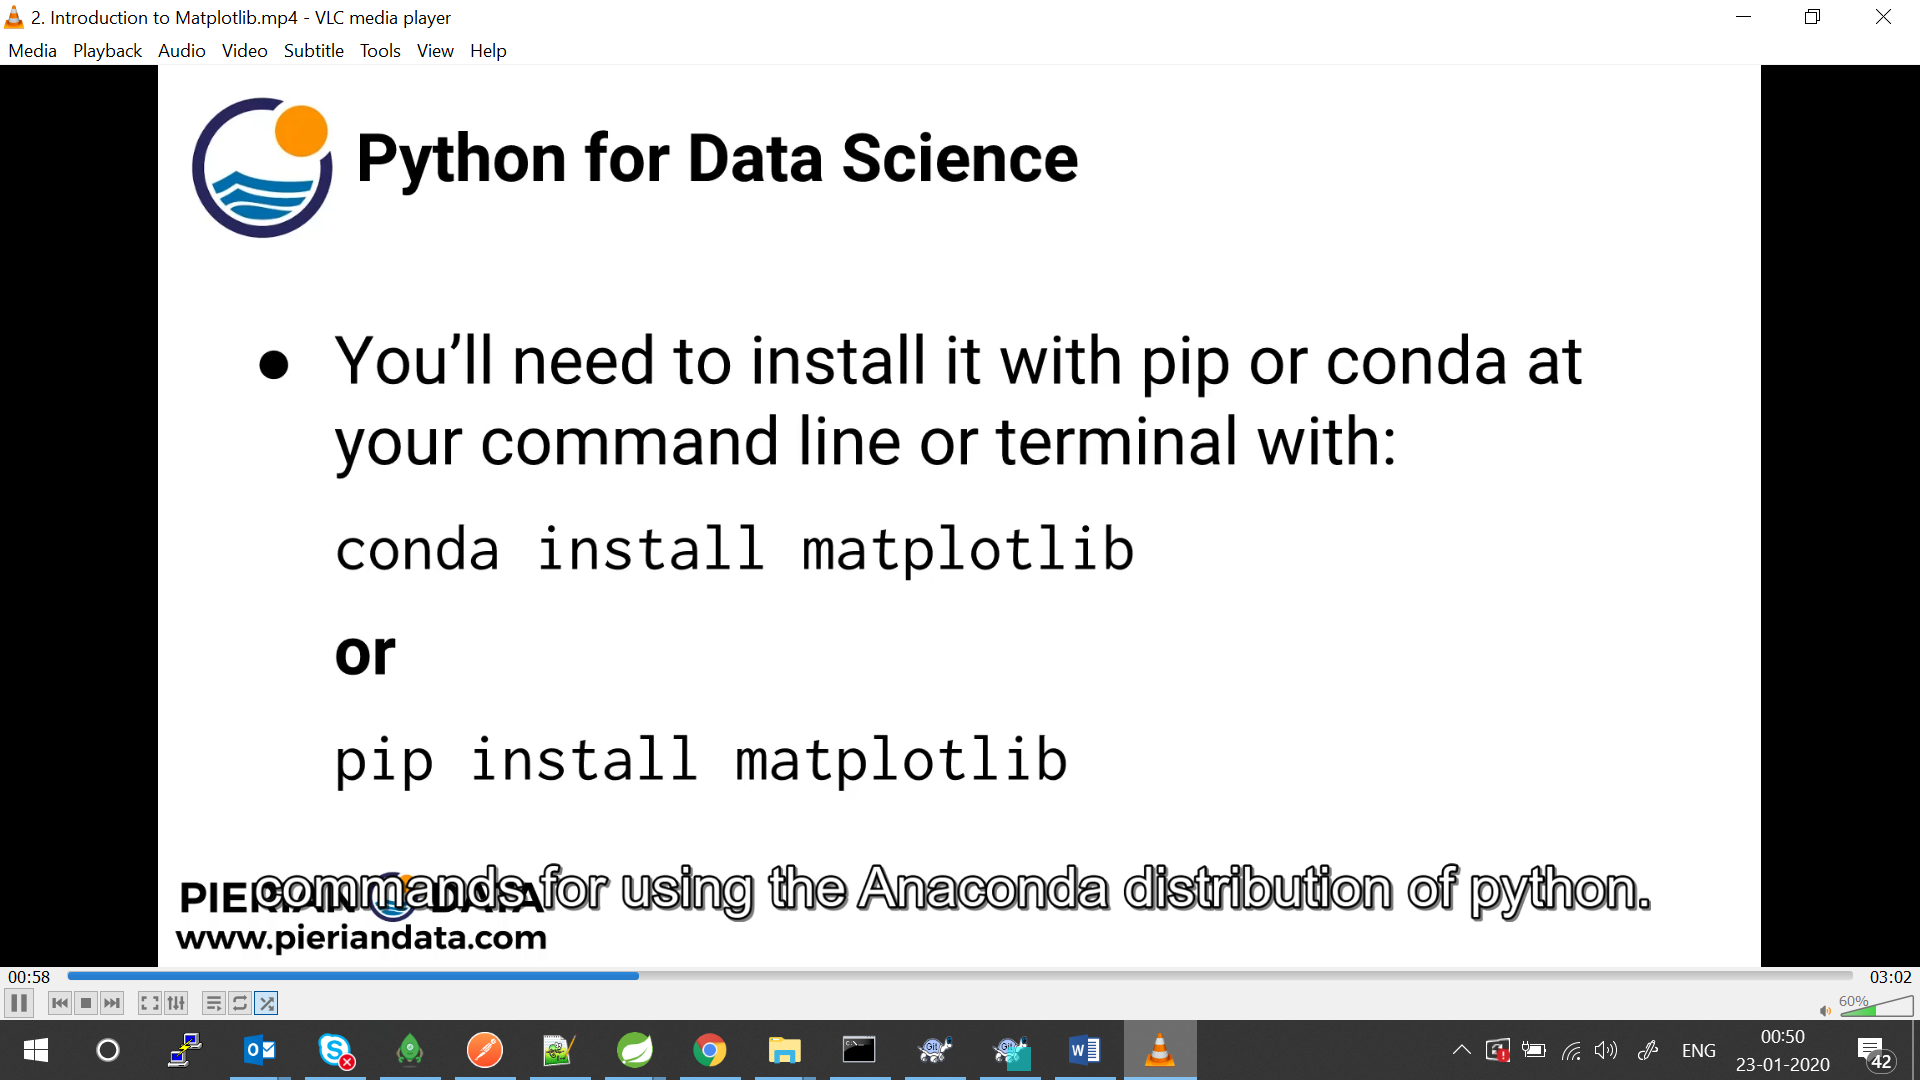 2. Introduction to Matplotlib.mp4 - VLC media player
Media Playback Audio Video Subtitle Tools View Help
Python for Data Science
● You’ll need to install it with pip or conda at
your command line or terminal with:
conda install matplotlib
or
pip install matplotlib
commands for using the Anaconda distribution of python.
PIERIAN DATA
www.pieriandata.com
00:58
03:02
60%
ENG
00:50
23-01-2020
42